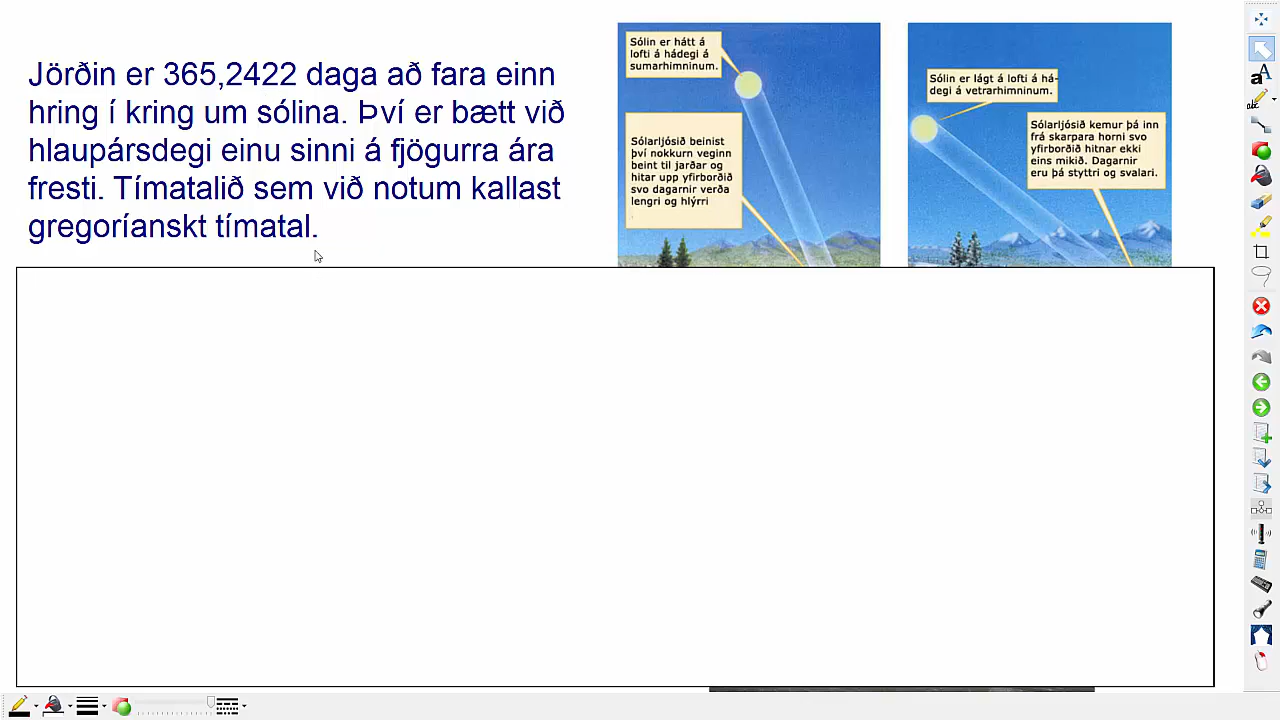 Jörðin er 365,2422 daga að fara einn
hring í kring um sólina. Því er bætt við
hlaupársdegi einu sinni á fjögurra ára
fresti. Tímatalið sem við notum kallast
gregoríanskt tímatal.
Sólin er hátt á
lofti á hádegi á
sumarhimninum.
Sólarljósið beinist
því nokkurn veginn
beint til jarðar og
hitar upp yfirborðið
svo dagarnir verða
lengri og hlýrri
.
Sólin er lágt á lofti á há-
degi á vetrarhimninum.
Sólarljósið kemur þá inn
frá skarpara horni svo
yfirborðið hitnar ekki
eins mikið. Dagarnir
eru þá styttri og svalari.